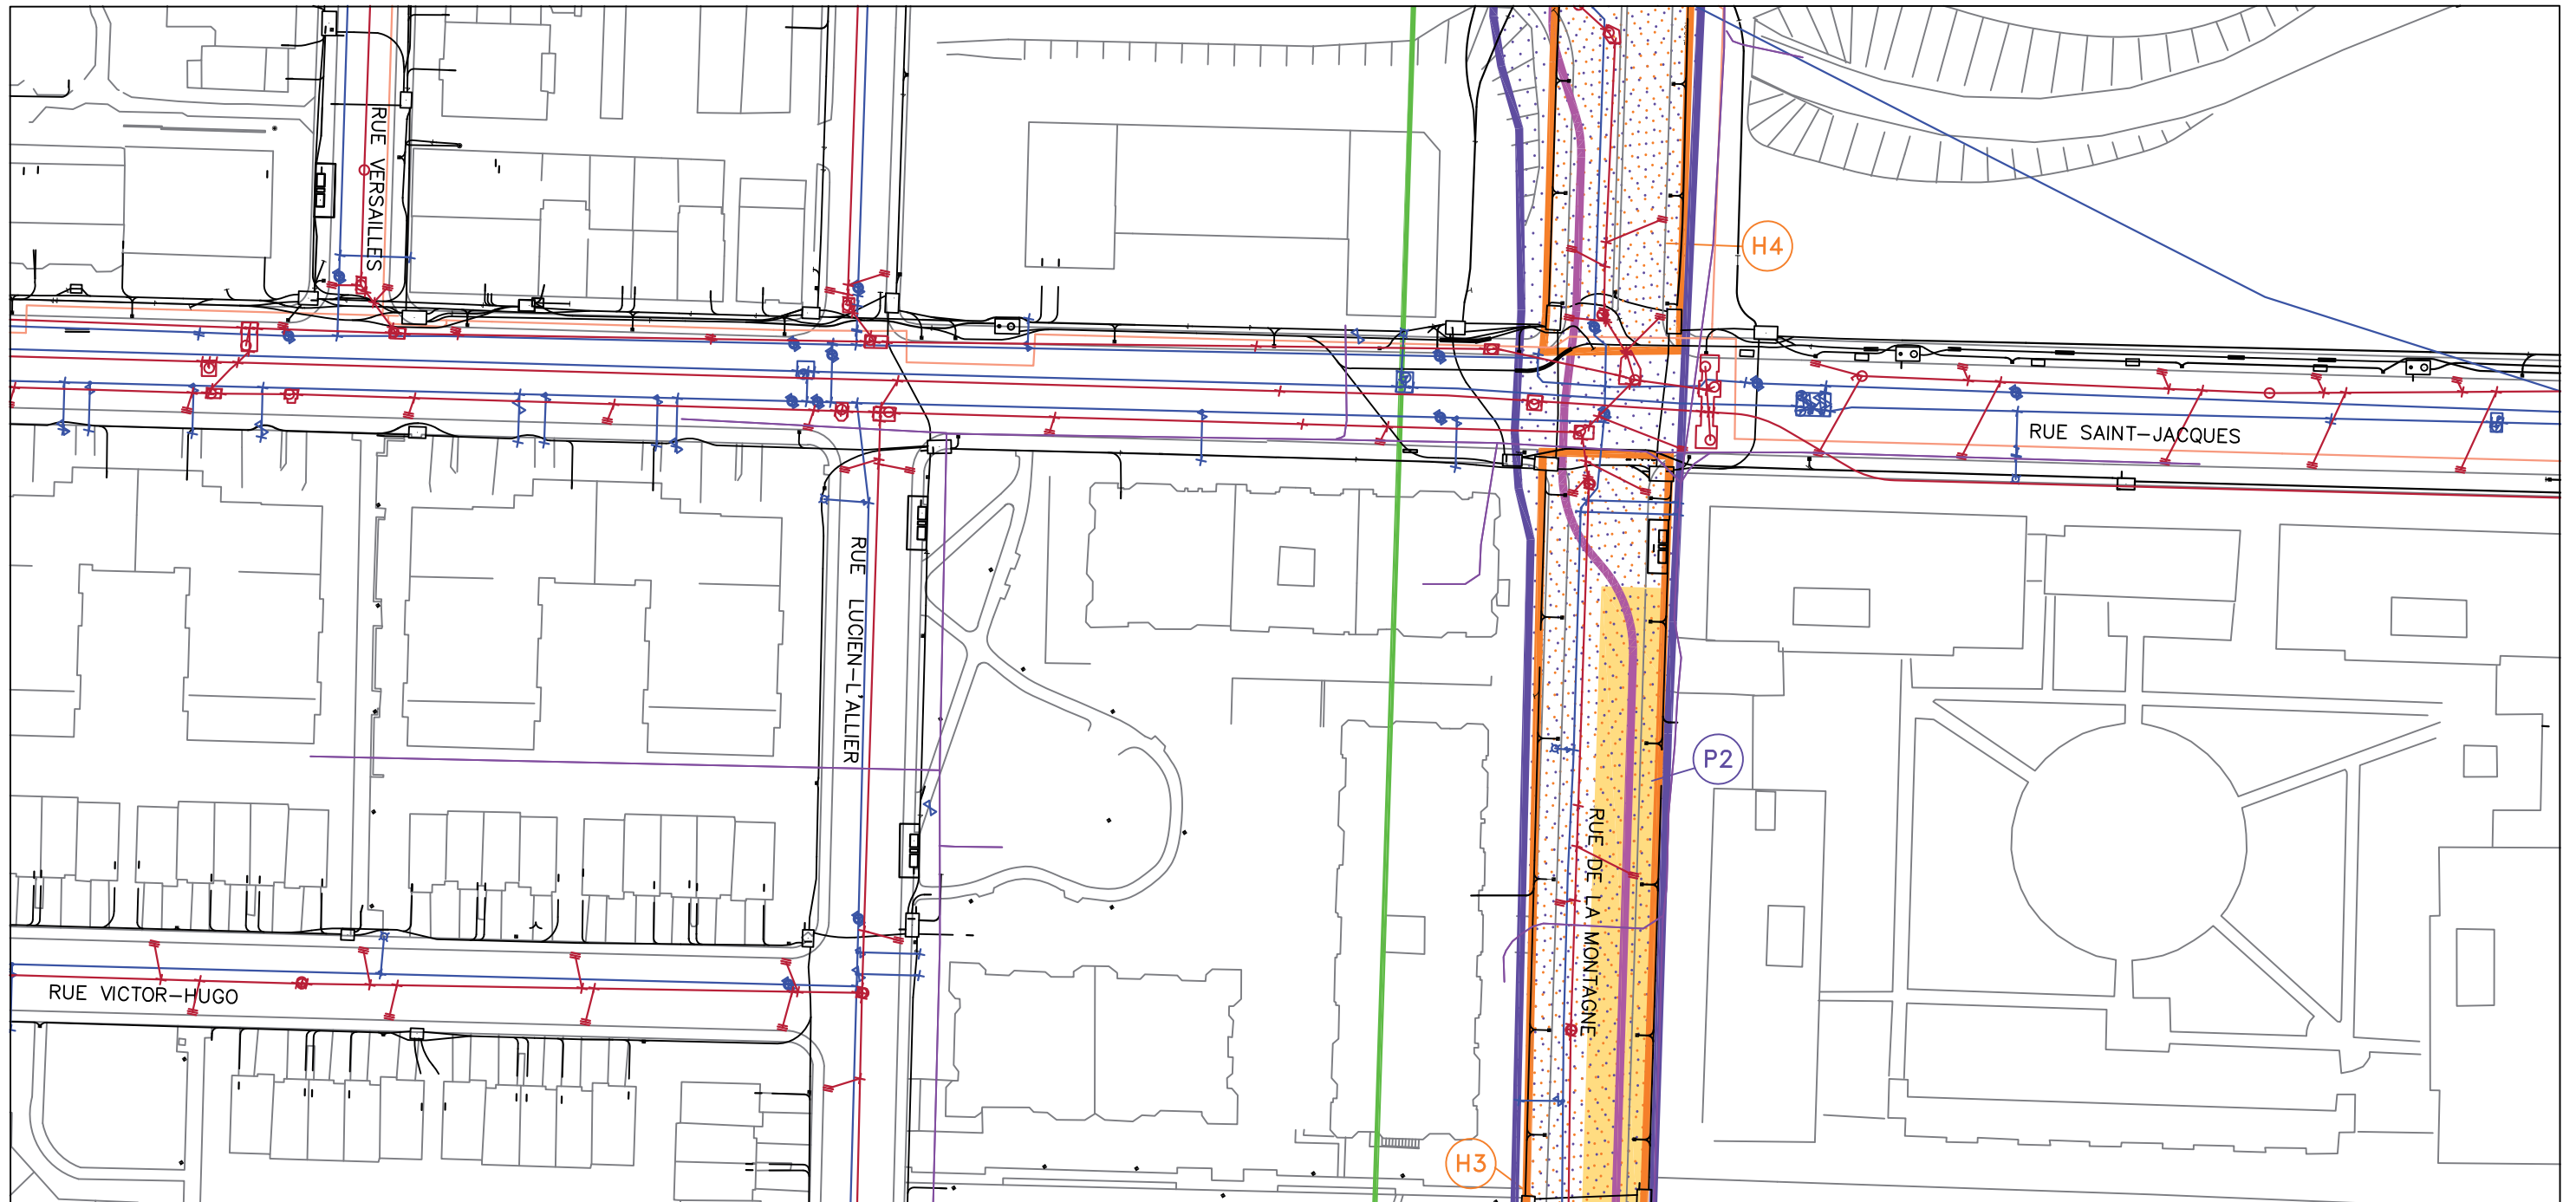 RUE VERSAILLES
H4
RUE SAINT-JACQUES
RUE LUCIEN-L'ALLIER
P2
RUE DE LA MONTAGNE
RUE VICTOR-HUGO
H3